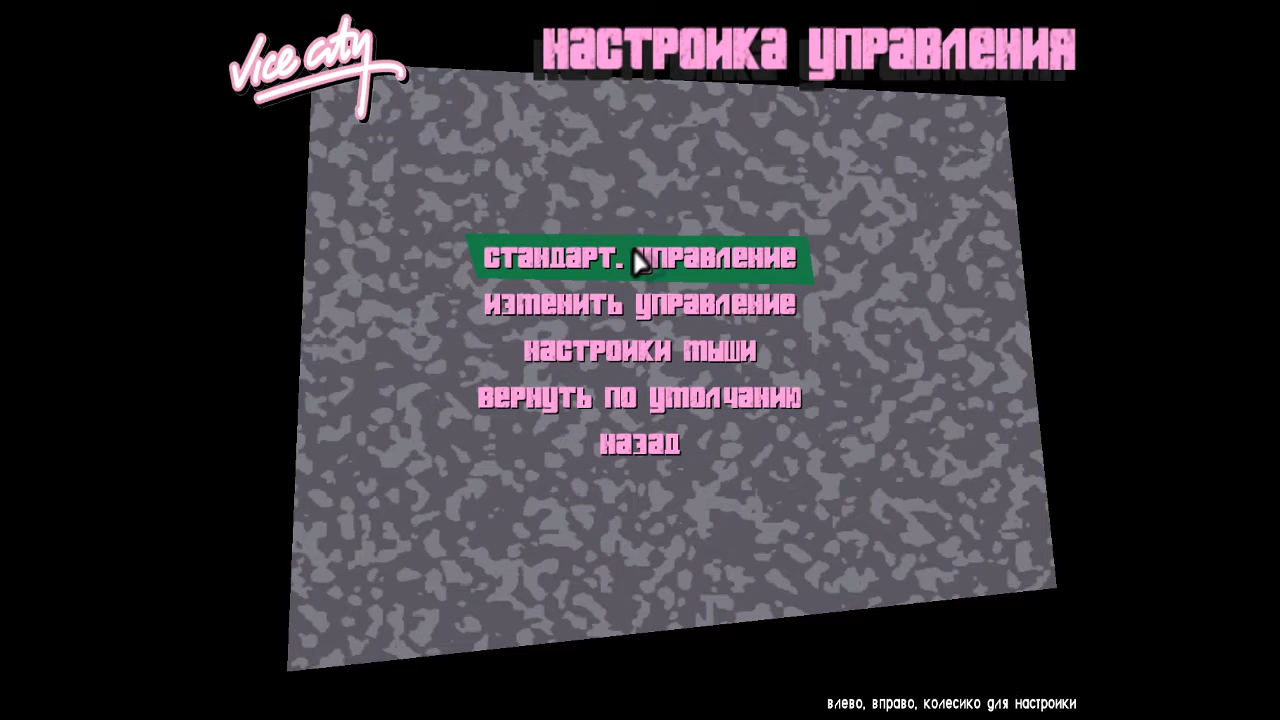 vice city
настройка управления
стандарт. управление
изменить управление
настройки мыши
вернуть по умолчанию
назад
влево, вправо, колесико для настройки